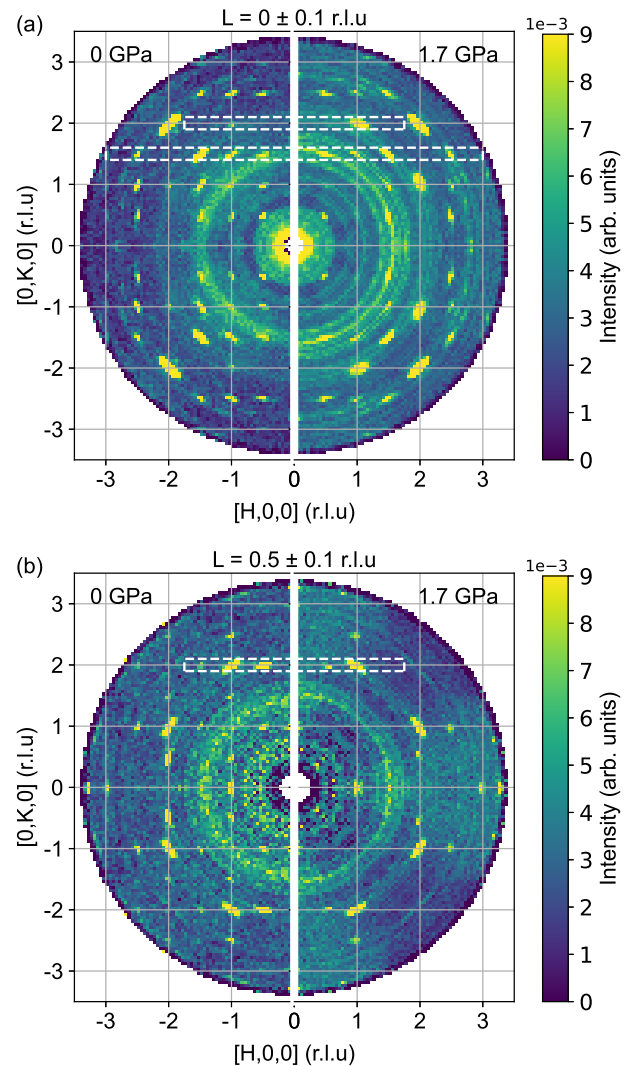 (a)
L = 0 ± 0.1 r.l.u
1e−3
0 GPa
1.7 GPa
3
2
1
0
-1
-2
-3
[0,K,0] (r.l.u)
-3 -2 -1 0 1 2 3
[H,0,0] (r.l.u)
9
8
7
6
5
4
3
2
1
0
Intensity (arb. units)
(b)
L = 0.5 ± 0.1 r.l.u
1e−3
0 GPa
1.7 GPa
3
2
1
0
-1
-2
-3
[0,K,0] (r.l.u)
-3 -2 -1 0 1 2 3
[H,0,0] (r.l.u)
9
8
7
6
5
4
3
2
1
0
Intensity (arb. units)